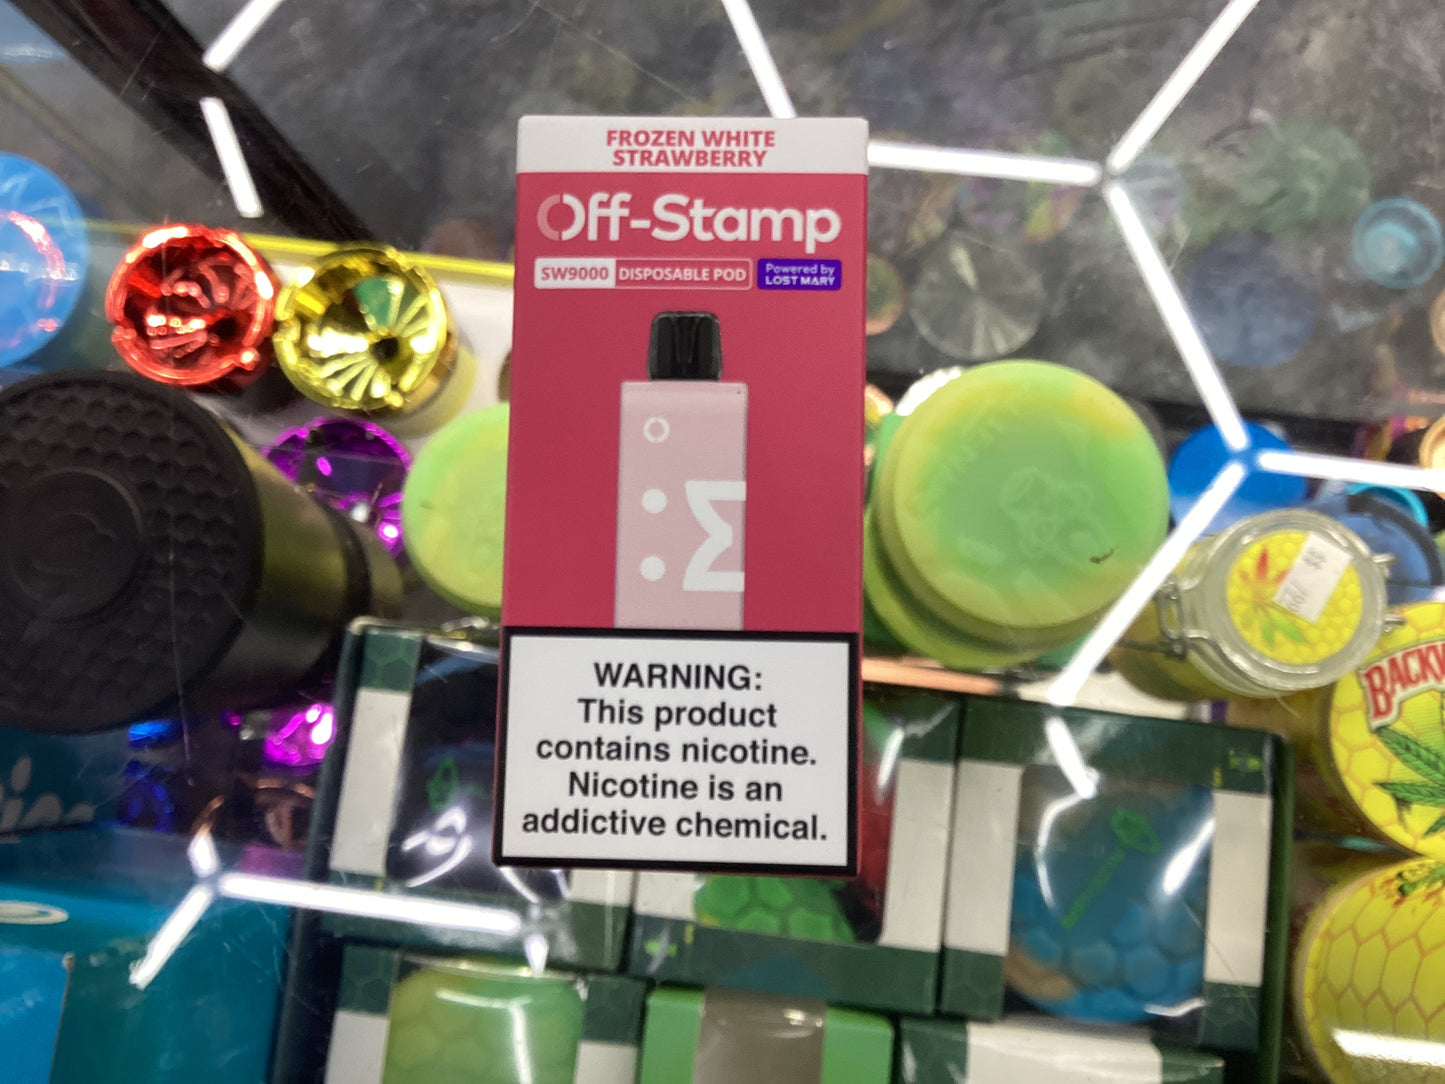 FROZEN WHITE
STRAWBERRY
Off-Stamp
SW9000 DISPOSABLE POD
Powered by
LOST MARY
WARNING:
This product
contains nicotine.
Nicotine is an
addictive chemical.
BACKW